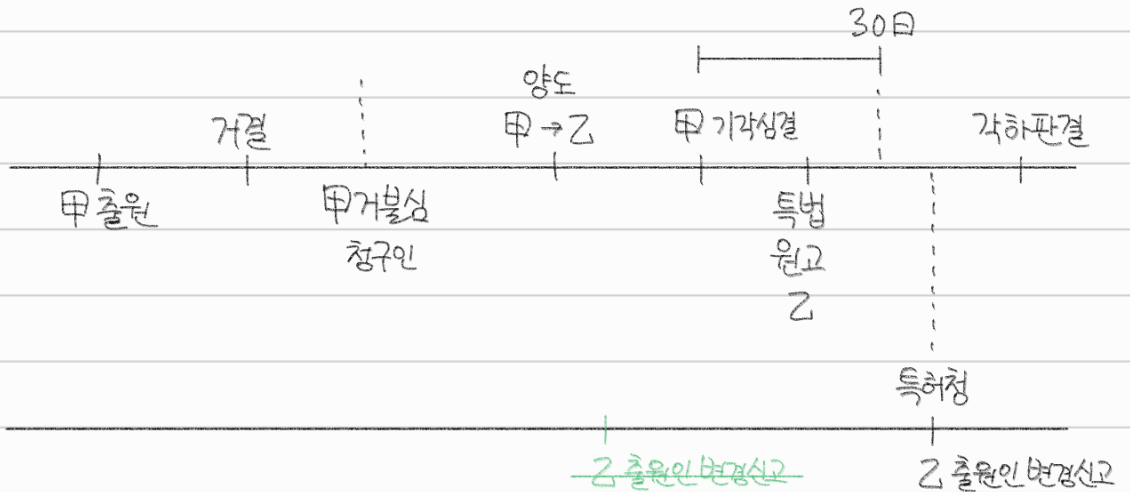 30日
양도
거결
甲→乙
甲 기각심결
각하판결
甲출원
甲거불심
청구인
특법
원고
乙
특허청
乙 출원인변경신고
乙 출원인변경신고